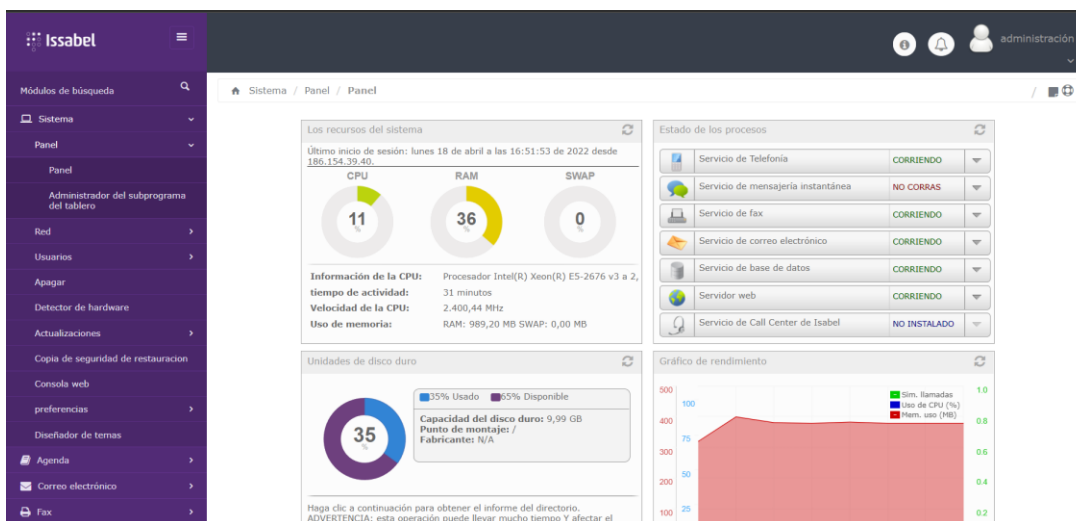 Issabel
administración
Módulos de búsqueda
Sistema
Panel
Panel
Administrador del subprograma
del tablero
Red
Usuarios
Apagar
Detector de hardware
Actualizaciones
Copia de seguridad de restauracion
Consola web
preferencias
Diseñador de temas
Agenda
Correo electrónico
Fax
Sistema / Panel / Panel
/
Los recursos del sistema
Último inicio de sesión: lunes 18 de abril a las 16:51:53 de 2022 desde
186.154.39.40.
CPU RAM SWAP
11 % 36 % 0 %
Información de la CPU: Procesador Intel(R) Xeon(R) E5-2676 v3 a 2,
tiempo de actividad: 31 minutos
Velocidad de la CPU: 2.400,44 MHz
Uso de memoria: RAM: 989,20 MB SWAP: 0,00 MB
Estado de los procesos
Servicio de Telefonía CORRIENDO
Servicio de mensajería instantánea NO CORRAS
Servicio de fax CORRIENDO
Servicio de correo electrónico CORRIENDO
Servicio de base de datos CORRIENDO
Servidor web CORRIENDO
Servicio de Call Center de Isabel NO INSTALADO
Unidades de disco duro
35 %
35% Usado 65% Disponible
Capacidad del disco duro: 9,99 GB
Punto de montaje: /
Fabricante: N/A
Haga clic a continuación para obtener el informe del directorio.
ADVERTENCIA: esta operación puede llevar mucho tiempo Y afectar el
Gráfico de rendimiento
500
400
300
200
100
100
75
50
25
Sim. llamadas
Uso de CPU (%)
Mem. uso (MB)
1.0
0.8
0.6
0.4
0.2